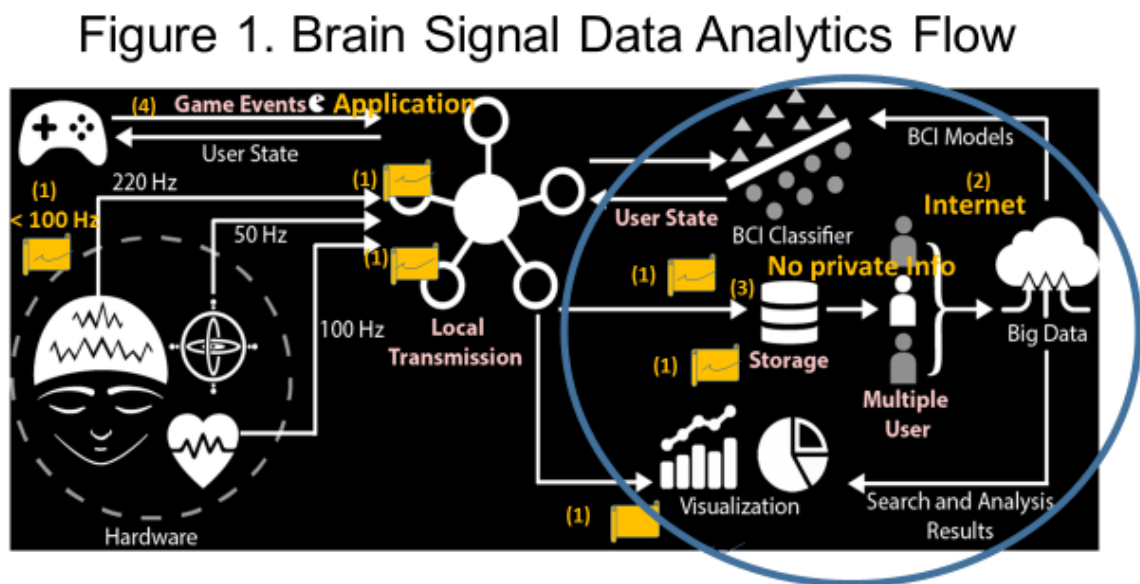 Figure 1. Brain Signal Data Analytics Flow
(4) Game Events Application
User State
BCI Models
(1)
< 100 Hz
220 Hz
(1)
(2)
Internet
User State
BCI Classifier
50 Hz
(1)
(1)
No private Info
(3)
100 Hz
Local
Transmission
(1)
Storage
Big Data
Multiple
User
Visualization
(1)
Search and Analysis
Results
Hardware